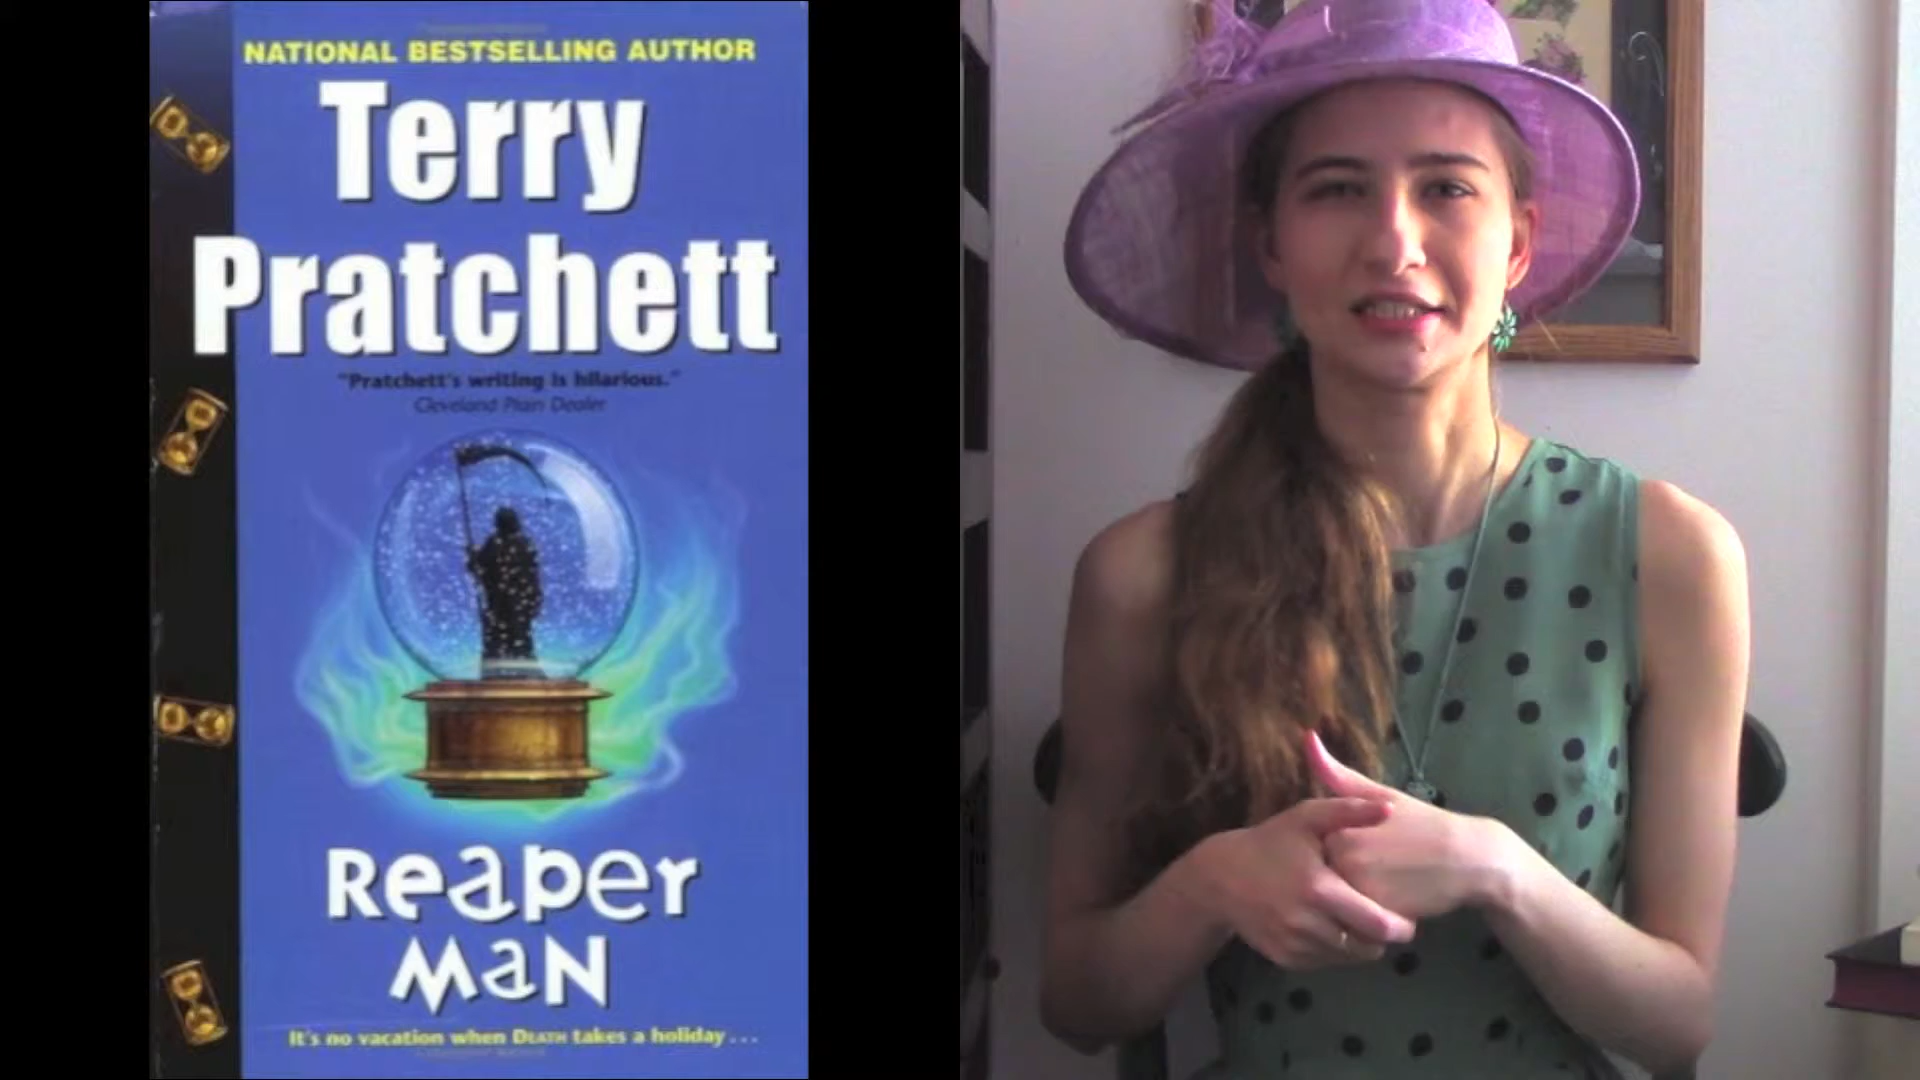 NATIONAL BESTSELLING AUTHOR
Terry
Pratchett
"Pratchett's writing is hilarious."
Cleveland Plain Dealer
Reaper
Man
It's no vacation when DEATH takes a holiday...